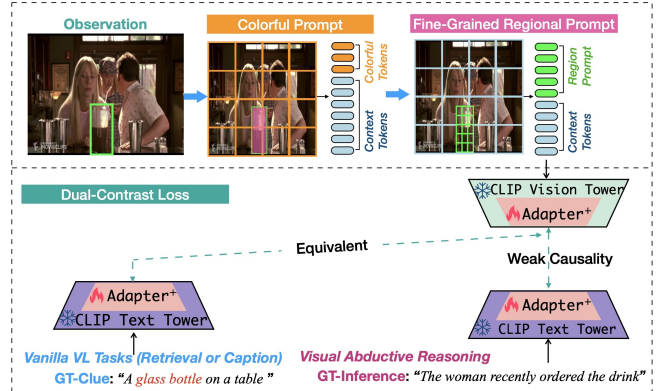 Observation
Colorful Prompt
Fine-Grained Regional Prompt
Colorful
Tokens
Context
Tokens
Region
Prompt
Context
Tokens
Dual-Contrast Loss
CLIP Vision Tower
Adapter+
Equivalent
Weak Causality
Adapter+
CLIP Text Tower
Adapter+
CLIP Text Tower
Vanilla VL Tasks (Retrieval or Caption)
GT-Clue: “A glass bottle on a table ”
Visual Abductive Reasoning
GT-Inference: “The woman recently ordered the drink”